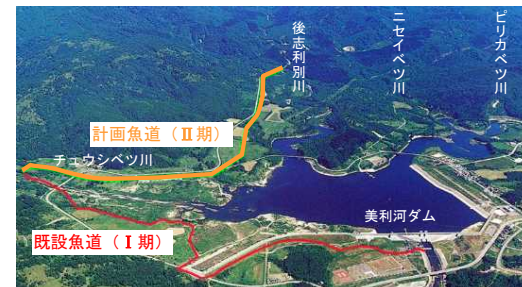 後志利別川
ニセイベツ川
ピリカベツ川
計画魚道（Ⅱ期）
チュウシベツ川
美利河ダム
既設魚道（Ⅰ期）